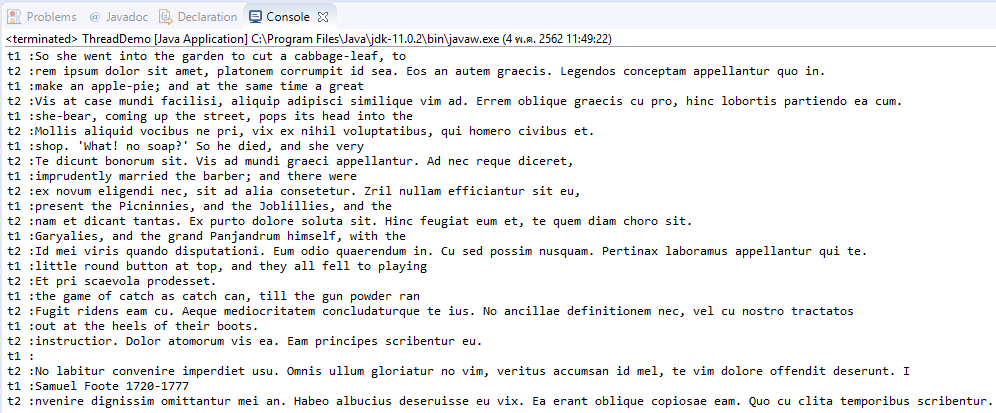 Problems @ Javadoc Declaration Console
<terminated> ThreadDemo [Java Application] C:\Program Files\Java\jdk-11.0.2\bin\javaw.exe (4 พ.ค. 2562 11:49:22)
t1 :So she went into the garden to cut a cabbage-leaf, to
t2 :rem ipsum dolor sit amet, platonem corrumpit id sea. Eos an autem graecis. Legendos conceptam appellantur quo in.
t1 :make an apple-pie; and at the same time a great
t2 :Vis at case mundi facilisi, aliquip adipisci similique vim ad. Errem oblique graecis cu pro, hinc lobortis partiendo ea cum.
t1 :she-bear, coming up the street, pops its head into the
t2 :Mollis aliquid vocibus ne pri, vix ex nihil voluptatibus, qui homero civibus et.
t1 :shop. 'What! no soap?' So he died, and she very
t2 :Te dicunt bonorum sit. Vis ad mundi graeci appellantur. Ad nec reque diceret,
t1 :imprudently married the barber; and there were
t2 :ex novum eligendi nec, sit ad alia consetetur. Zril nullam efficiantur sit eu,
t1 :present the Picninnies, and the Joblillies, and the
t2 :nam et dicant tantas. Ex purto dolore soluta sit. Hinc feugiat eum et, te quem diam choro sit.
t1 :Garyalies, and the grand Panjandrum himself, with the
t2 :Id mei viris quando disputationi. Eum odio quaerendum in. Cu sed possim nusquam. Pertinax laboramus appellantur qui te.
t1 :little round button at top, and they all fell to playing
t2 :Et pri scaevola prodesset.
t1 :the game of catch as catch can, till the gun powder ran
t2 :Fugit ridens eam cu. Aeque mediocritatem concludaturque te ius. No ancillae definitionem nec, vel cu nostro tractatos
t1 :out at the heels of their boots.
t2 :instructior. Dolor atomorum vis ea. Eam principes scribentur eu.
t1 :
t2 :No labitur convenire imperdiet usu. Omnis ullum gloriatur no vim, veritus accumsan id mel, te vim dolore offendit deserunt. I
t1 :Samuel Foote 1720-1777
t2 :nvenire dignissim omittantur mei an. Habeo albucius deseruisse eu vix. Ea erant oblique copiosae eam. Quo cu clita temporibus scribentur.